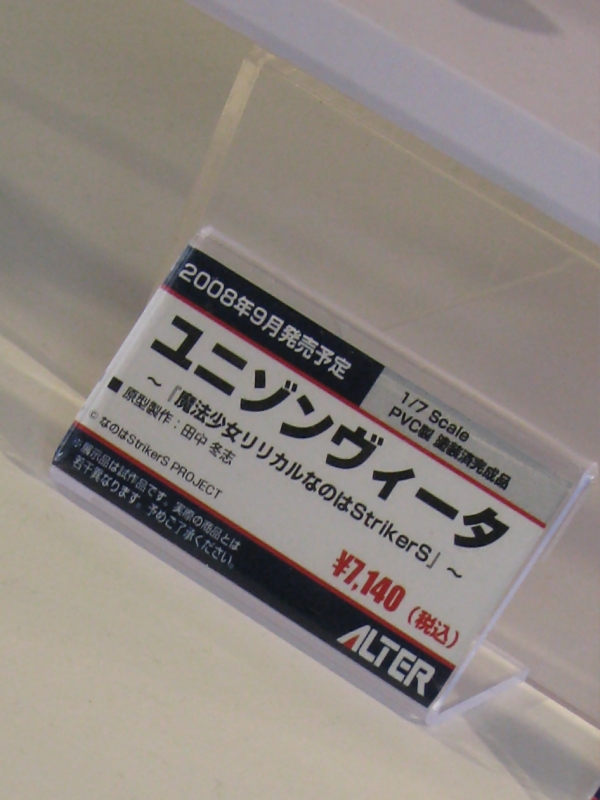 2008年9月発売予定
1/7 Scale
PVC製 塗装済完成品
ユニゾンヴィータ
~『魔法少女リリカルなのはStrikerS』~
■ 原型製作:田中 冬志
© なのはStrikerS PROJECT
¥7,140 (税込)
※展示品は試作品です。実際の商品とは
若干異なります。予めご了承ください。
ALTER